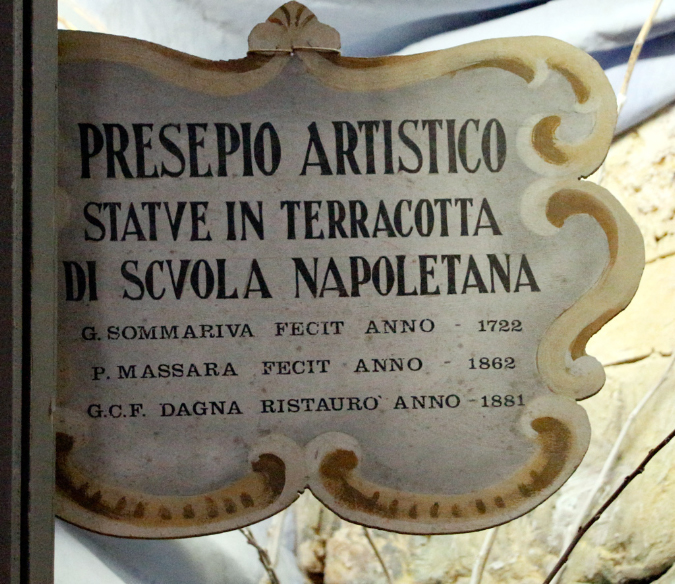 PRESEPIO ARTISTICO
STATVE IN TERRACOTTA
DI SCVOLA NAPOLETANA
G. SOMMARIVA FECIT ANNO - 1722
P. MASSARA FECIT ANNO - 1862
G.C.F. DAGNA RISTAURO' ANNO - 1881